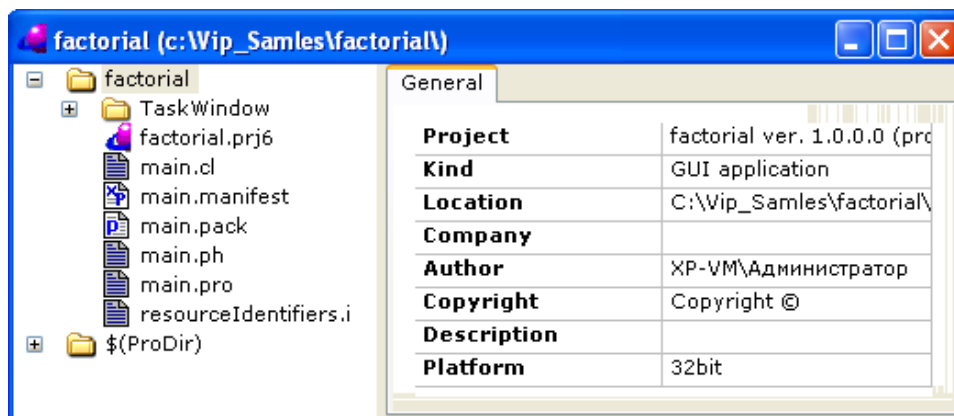 factorial (c:\Vip_Samles\factorial\)
factorial
TaskWindow
factorial.prj6
main.cl
main.manifest
main.pack
main.ph
main.pro
resourceIdentifiers.i
$(ProDir)
General
Project factorial ver. 1.0.0.0 (pro
Kind GUI application
Location C:\Vip_Samles\factorial\
Company
Author XP-VM\Администратор
Copyright Copyright ©
Description
Platform 32bit